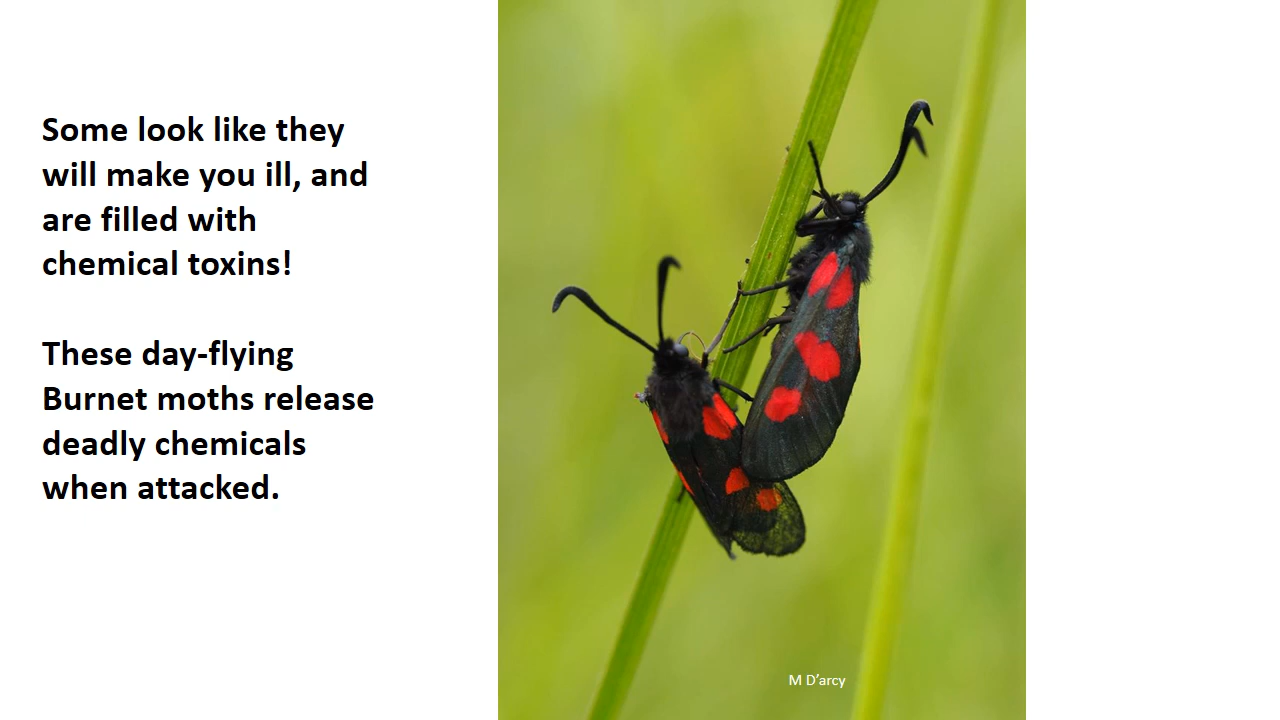 Some look like they
will make you ill, and
are filled with
chemical toxins!
These day-flying
Burnet moths release
deadly chemicals
when attacked.
M D’arcy